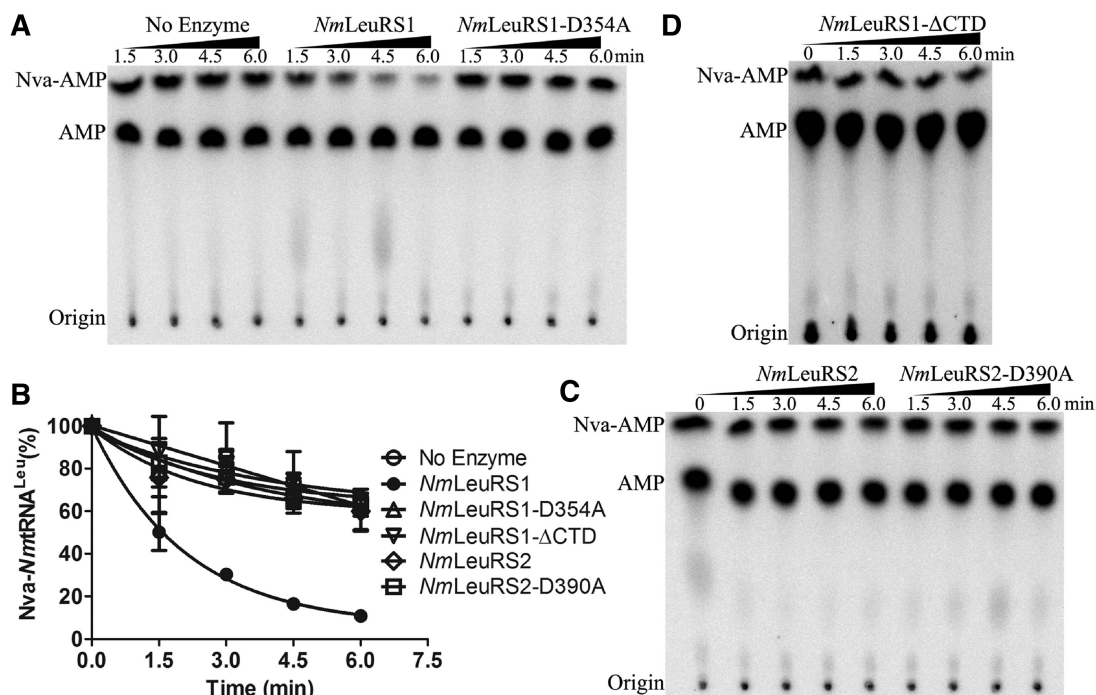 A
No Enzyme NmLeuRS1 NmLeuRS1-D354A
1.5 3.0 4.5 6.0 1.5 3.0 4.5 6.0 1.5 3.0 4.5 6.0 min
Nva-AMP
AMP
Origin
D
NmLeuRS1-ΔCTD
0 1.5 3.0 4.5 6.0 min
Nva-AMP
AMP
Origin
B
Nva-NmtRNALeu(%)
100
80
60
40
20
0
0.0 1.5 3.0 4.5 6.0 7.5
Time (min)
No Enzyme
NmLeuRS1
NmLeuRS1-D354A
NmLeuRS1-ΔCTD
NmLeuRS2
NmLeuRS2-D390A
C
NmLeuRS2 NmLeuRS2-D390A
0 1.5 3.0 4.5 6.0 1.5 3.0 4.5 6.0 min
Nva-AMP
AMP
Origin